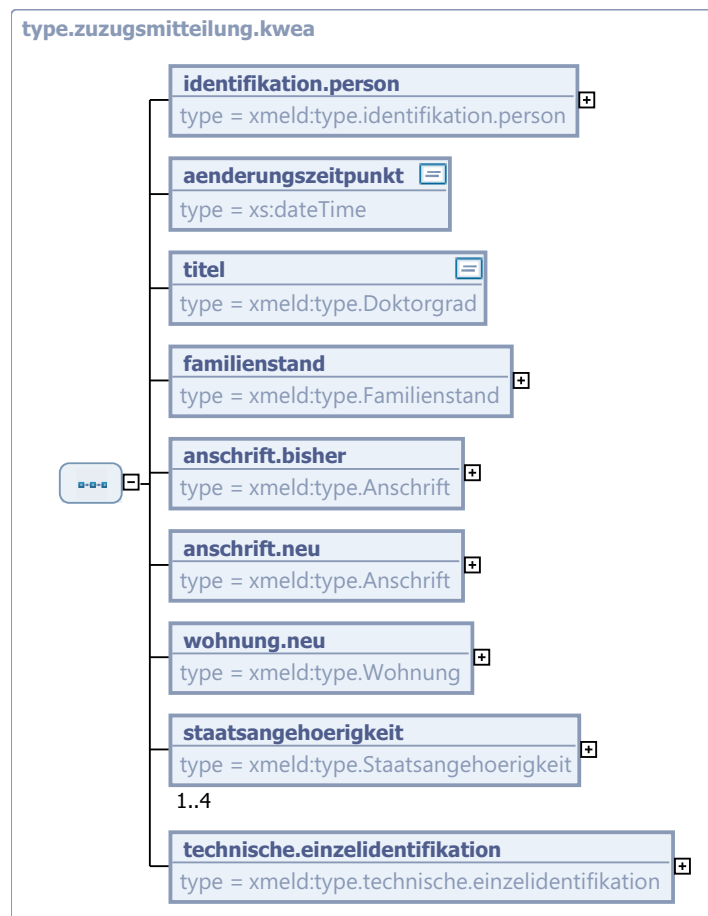 type.zuzugsmitteilung.kwea
identifikation.person
type = xmeld:type.identifikation.person
aenderungszeitpunkt
type = xs:dateTime
titel
type = xmeld:type.Doktorgrad
familienstand
type = xmeld:type.Familienstand
anschrift.bisher
type = xmeld:type.Anschrift
anschrift.neu
type = xmeld:type.Anschrift
wohnung.neu
type = xmeld:type.Wohnung
staatsangehoerigkeit
type = xmeld:type.Staatsangehoerigkeit
1..4
technische.einzelidentifikation
type = xmeld:type.technische.einzelidentifikation